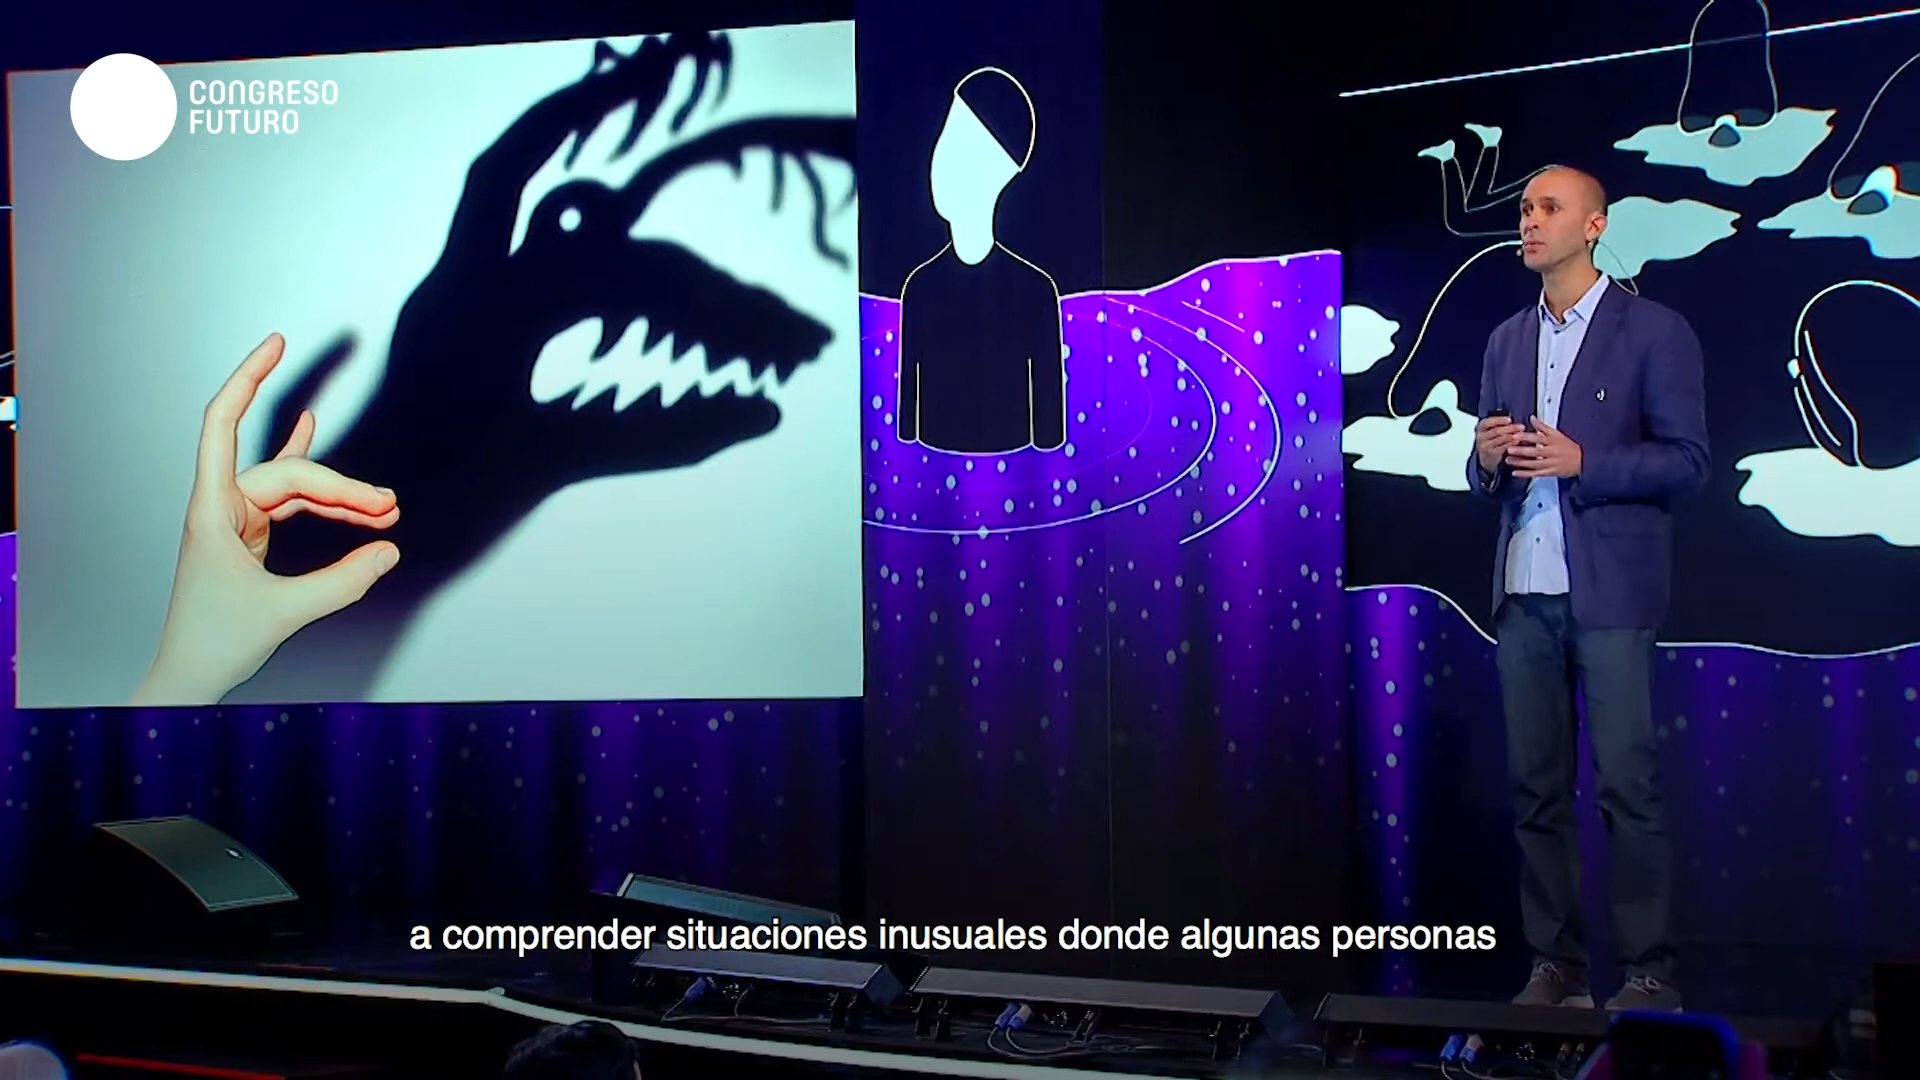 CONGRESO
FUTURO
a comprender situaciones inusuales donde algunas personas